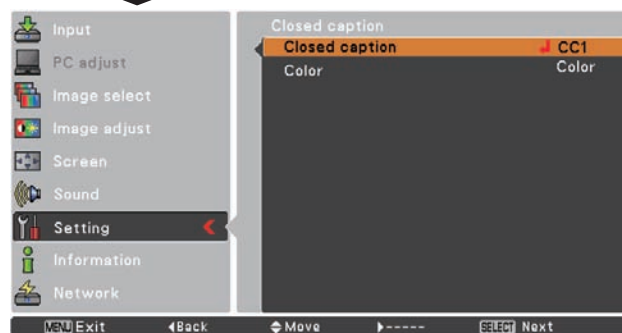 Input
PC adjust
Image select
Image adjust
Screen
Sound
Setting
Information
Network
Closed caption
Closed caption CC1
Color Color
MENU Exit Back Move ----- SELECT Next